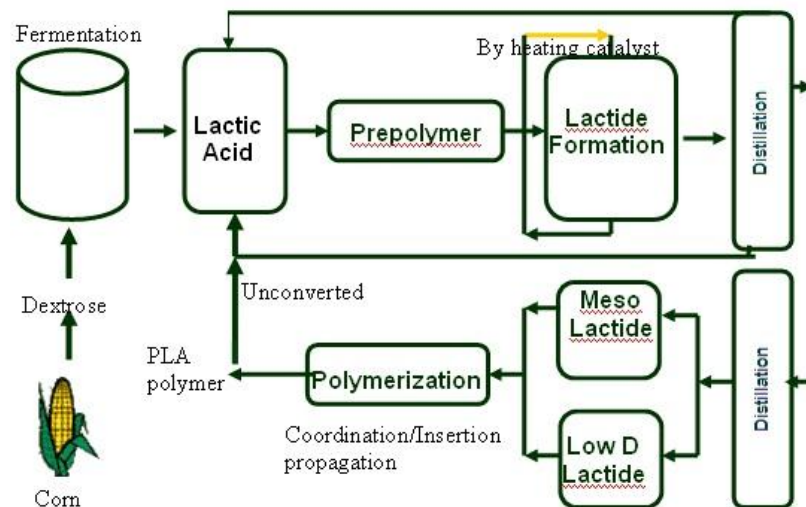 Fermentation
By heating catalyst
Lactic
Acid
Prepolymer
Lactide
Formation
Distillation
Dextrose
Unconverted
Meso
Lactide
PLA
polymer
Polymerization
Distillation
Coordination/Insertion
propagation
Low D
Lactide
Corn